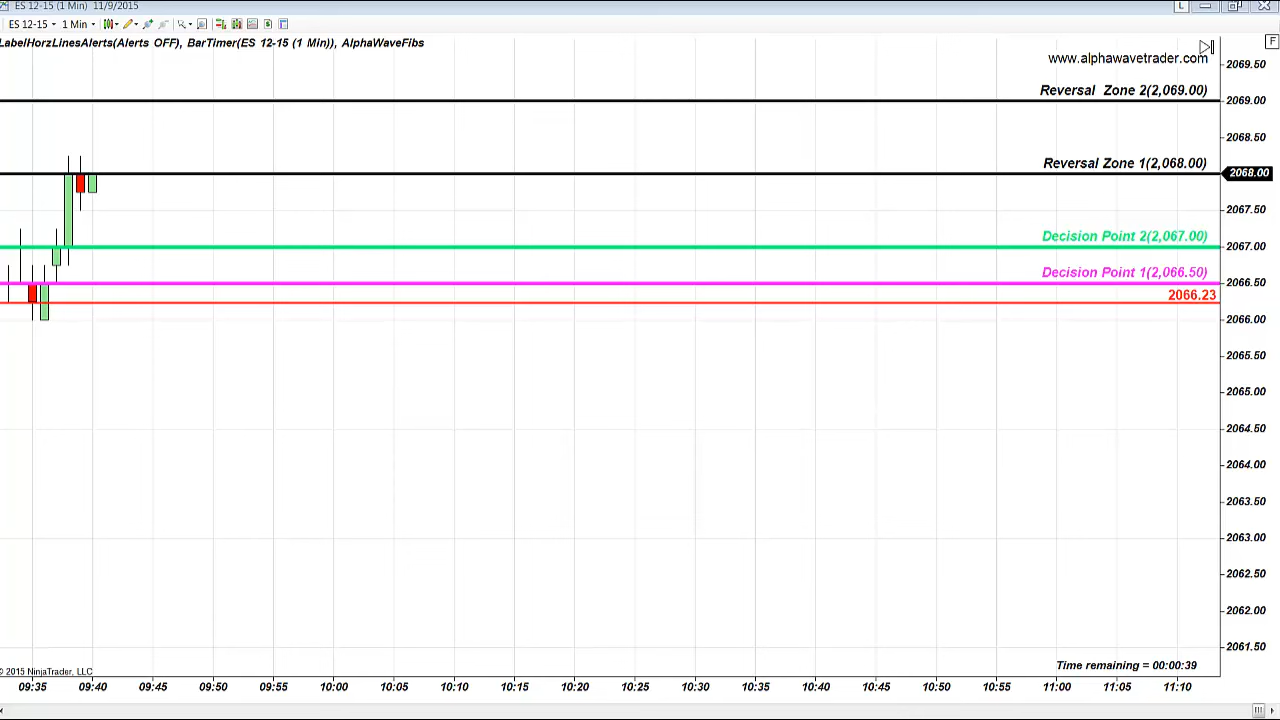 ES 12-15 (1 Min) 11/9/2015
L
ES 12-15 1 Min
LabelHorzLinesAlerts(Alerts OFF), BarTimer(ES 12-15 (1 Min)), AlphaWaveFibs
F
www.alphawavetrader.com
2069.50
Reversal Zone 2(2,069.00)
2069.00
2068.50
Reversal Zone 1(2,068.00)
2068.00
2067.50
Decision Point 2(2,067.00)
2067.00
Decision Point 1(2,066.50)
2066.50
2066.23
2066.00
2065.50
2065.00
2064.50
2064.00
2063.50
2063.00
2062.50
2062.00
2061.50
© 2015 NinjaTrader, LLC
Time remaining = 00:00:39
09:35 09:40 09:45 09:50 09:55 10:00 10:05 10:10 10:15 10:20 10:25 10:30 10:35 10:40 10:45 10:50 10:55 11:00 11:05 11:10